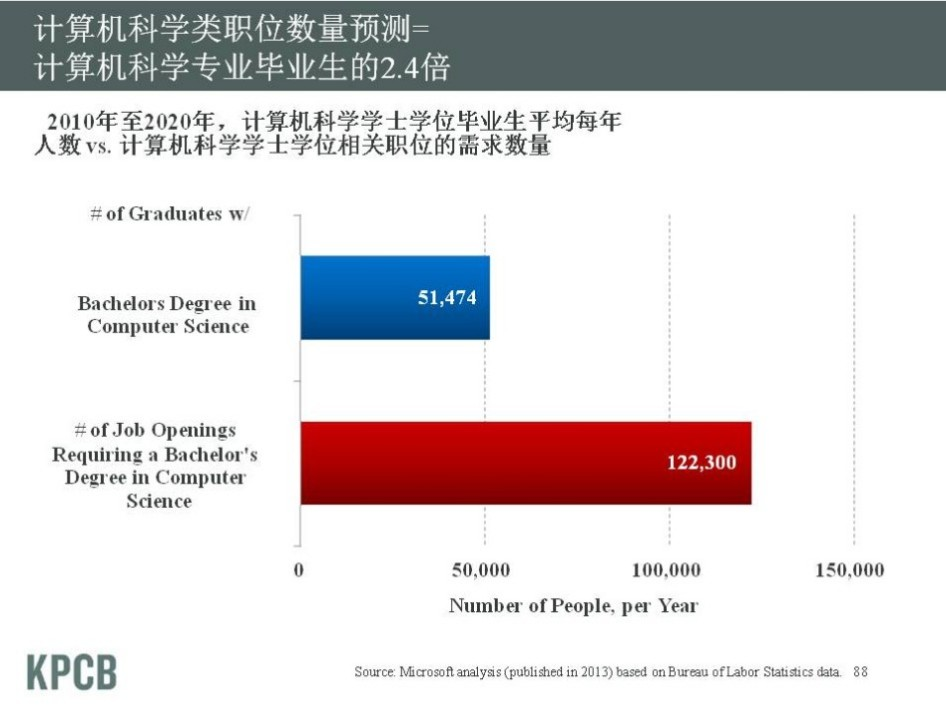 计算机科学类职位数量预测=
计算机科学专业毕业生的2.4倍
2010年至2020年，计算机科学学士学位毕业生平均每年
人数 vs. 计算机科学学士学位相关职位的需求数量
# of Graduates w/
Bachelors Degree in
Computer Science
51,474
# of Job Openings
Requiring a Bachelor's
Degree in Computer
Science
122,300
0 50,000 100,000 150,000
Number of People, per Year
KPCB
Source: Microsoft analysis (published in 2013) based on Bureau of Labor Statistics data. 88